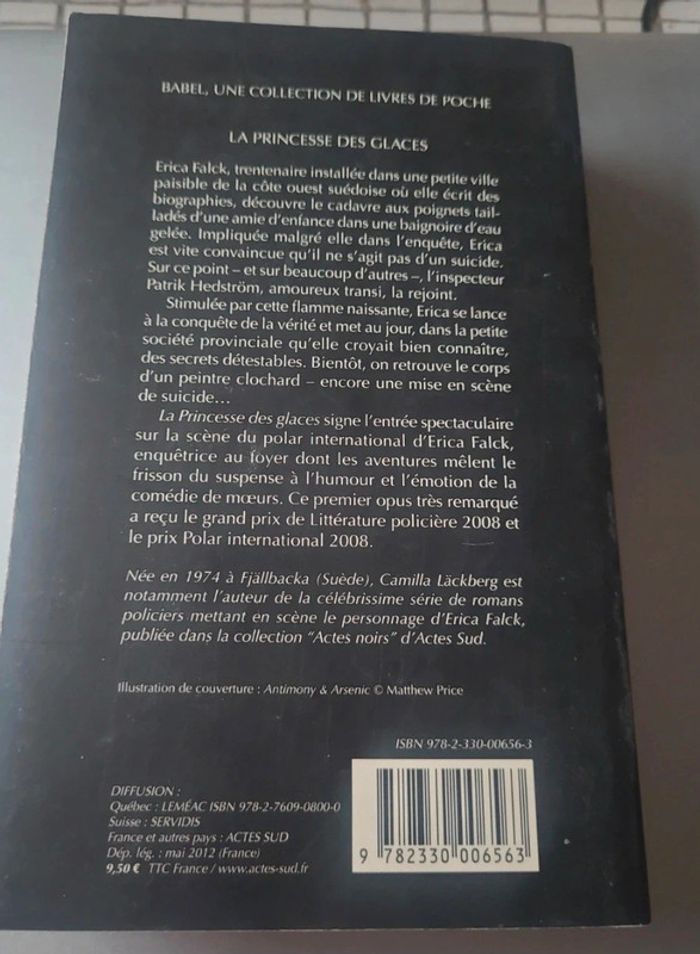 BABEL, UNE COLLECTION DE LIVRES DE POCHE
LA PRINCESSE DES GLACES
Erica Falck, trentenaire installée dans une petite ville
paisible de la côte ouest suédoise où elle écrit des
biographies, découvre le cadavre aux poignets tail-
ladés d'une amie d'enfance dans une baignoire d'eau
gelée. Impliquée malgré elle dans l'enquête, Erica
est vite convaincue qu'il ne s'agit pas d'un suicide.
Sur ce point – et sur beaucoup d'autres –, l'inspecteur
Patrik Hedström, amoureux transi, la rejoint.
Stimulée par cette flamme naissante, Erica se lance
à la conquête de la vérité et met au jour, dans la petite
société provinciale qu'elle croyait bien connaître,
des secrets détestables. Bientôt, on retrouve le corps
d'un peintre clochard – encore une mise en scène
de suicide…
La Princesse des glaces signe l'entrée spectaculaire
sur la scène du polar international d'Erica Falck,
enquêtrice au foyer dont les aventures mêlent le
frisson du suspense à l'humour et l'émotion de la
comédie de mœurs. Ce premier opus très remarqué
a reçu le grand prix de Littérature policière 2008 et
le prix Polar international 2008.
Née en 1974 à Fjällbacka (Suède), Camilla Läckberg est
notamment l'auteur de la célébrissime série de romans
policiers mettant en scène le personnage d'Erica Falck,
publiée dans la collection "Actes noirs" d'Actes Sud.
Illustration de couverture : Antimony & Arsenic © Matthew Price
ISBN 978-2-330-00656-3
DIFFUSION :
Québec : LEMÉAC ISBN 978-2-7609-0800-0
Suisse : SERVIDIS
France et autres pays : ACTES SUD
Dép. lég. : mai 2012 (France)
9,50 € TTC France / www.actes-sud.fr
9 782330 006563